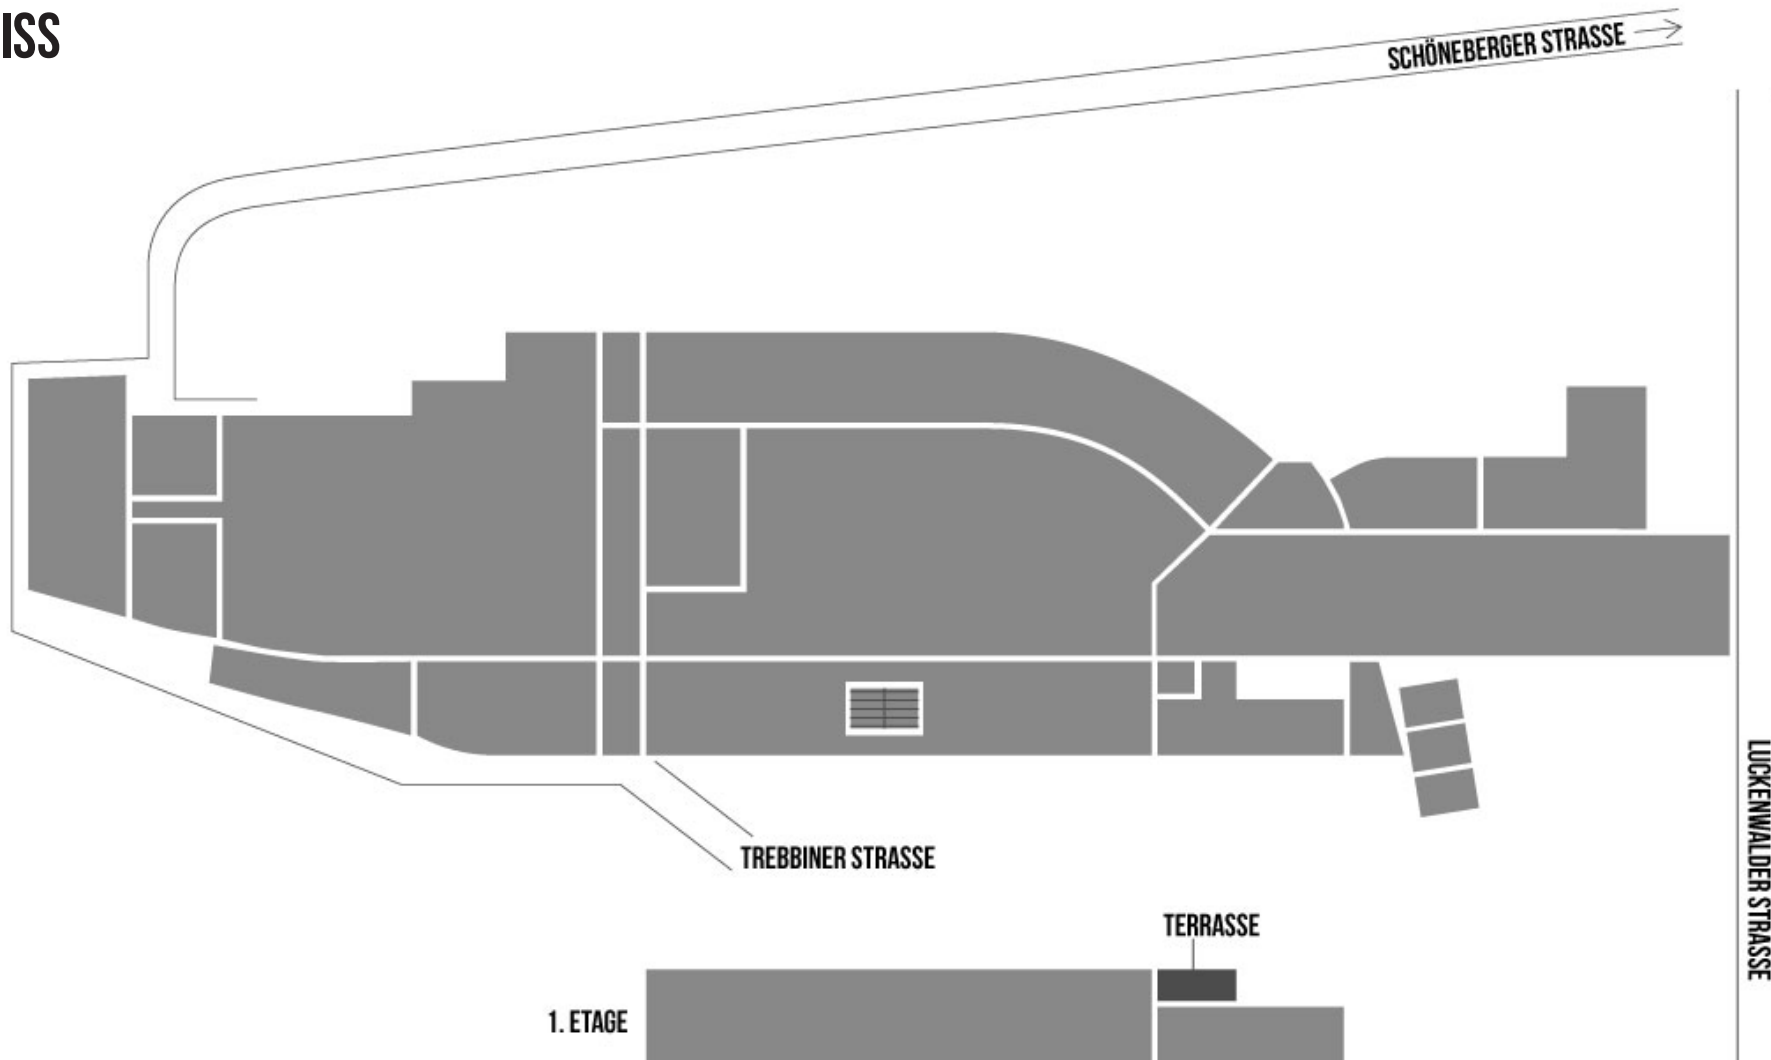 ISS
SCHÖNEBERGER STRASSE
LUCKENWALDER STRASSE
TREBBINER STRASSE
TERRASSE
1. ETAGE